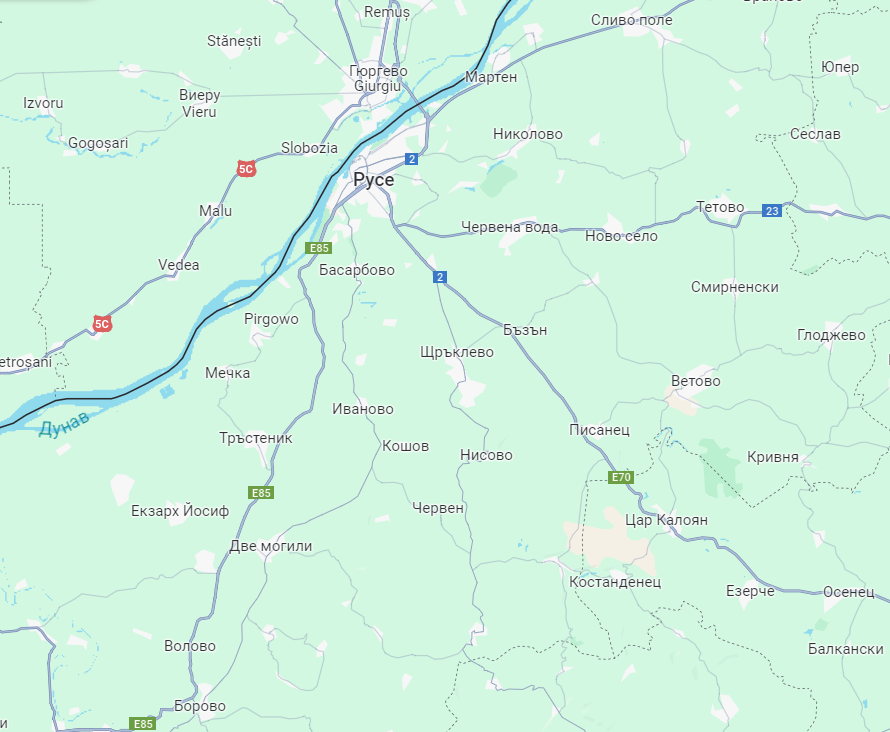 Remuș
Сливо поле
Stănești
Юпер
Гюргево
Giurgiu
Мартен
Izvoru
Виеру
Vieru
Николово
Сеслав
Gogoșari
Slobozia
2
5C
Русе
Malu
Тетово
23
Червена вода
Ново село
E85
Vedea
Басарбово
2
Смирненски
Pirgowo
5C
Бъзън
Глоджево
Щръклево
etroșani
Мечка
Ветово
Иваново
Дунав
Тръстеник
Писанец
Кошов
Нисово
Кривня
E70
E85
Екзарх Йосиф
Червен
Цар Калоян
Две могили
Костанденец
Езерче
Осенец
Волово
Балкански
Борово
и
E85